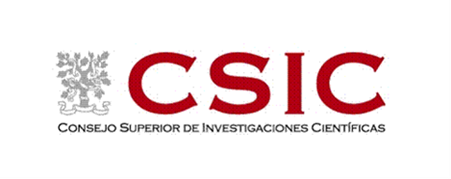 CSIC
CONSEJO SUPERIOR DE INVESTIGACIONES CIENTÍFICAS